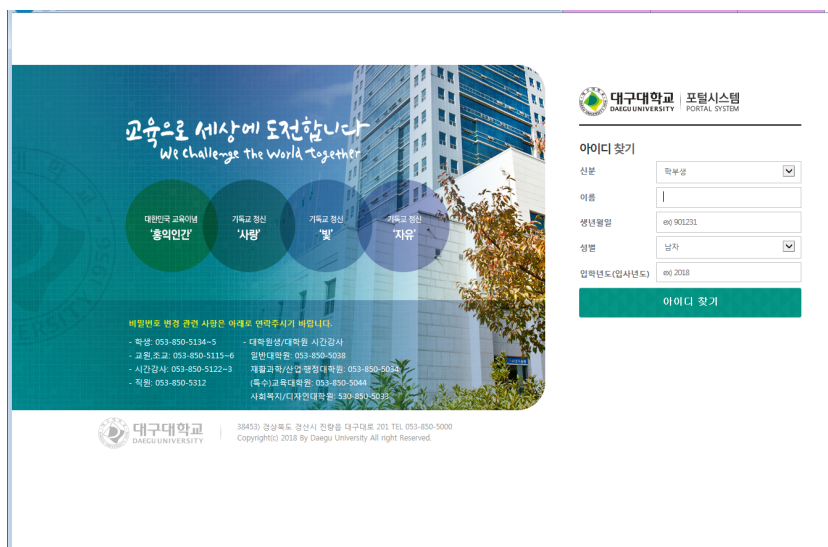 교육으로 세상에 도전합니다
We challenge the World together
대한민국 교육이념
'홍익인간'
기독교 정신
'사랑'
기독교 정신
'빛'
기독교 정신
'자유'
비밀번호 변경 관련 사항은 아래로 연락주시기 바랍니다.
- 학생: 053-850-5134~5
- 교원,조교: 053-850-5115~6
- 시간강사: 053-850-5122~3
- 직원: 053-850-5312
- 대학원생/대학원 시간강사
일반대학원: 053-850-5038
재활과학/산업·행정대학원: 053-850-5034
(특수)교육대학원: 053-850-5044
사회복지/디자인대학원: 530-850-5033
대구대학교
DAEGU UNIVERSITY
38453) 경상북도 경산시 진량읍 대구대로 201 TEL 053-850-5000
Copyright(c) 2018 By Daegu University All right Reserved.
대구대학교
DAEGU UNIVERSITY
포털시스템
PORTAL SYSTEM
아이디 찾기
신분 학부생
이름
생년월일 ex) 901231
성별 남자
입학년도(입사년도) ex) 2018
아이디 찾기